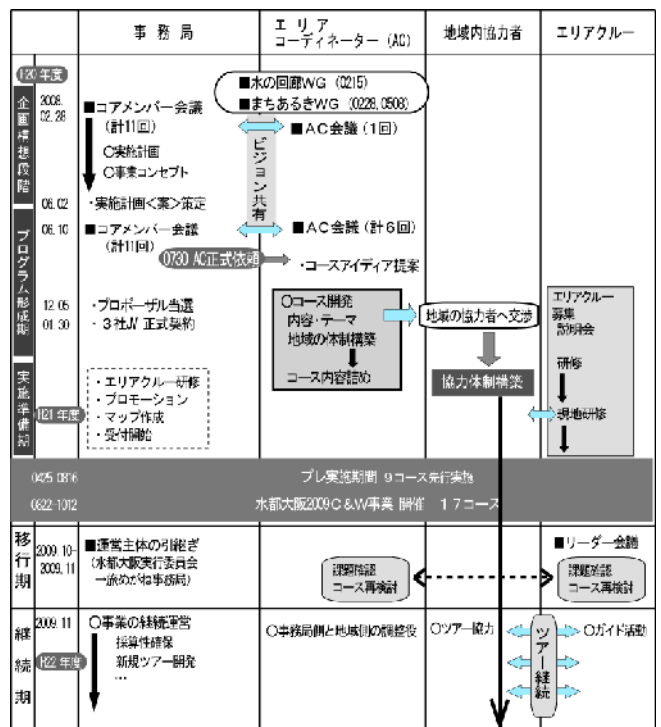 事務局
エリア
コーディネーター（AC）
地域内協力者
エリアクルー
H20年度
企画構想段階
2008.
02.28
■コアメンバー会議
（計11回）
○実施計画
○事業コンセプト
■水の回廊WG（0215）
■まちあるきWG（0228,0508）
ビジョン共有
■AC会議（1回）
06.02
・実施計画＜案＞策定
プログラム形成期
06.10
■コアメンバー会議
（計11回）
■AC会議（計6回）
0730 AC正式依頼
・コースアイディア提案
12.05
・プロポーザル当選
01.30
・3社JV 正式契約
○コース開発
内容・テーマ
地域の体制構築
コース内容詰め
地域の協力者へ交渉
協力体制構築
エリアクルー
募集
説明会
研修
現地研修
実施準備期
H21年度
・エリアクルー研修
・プロモーション
・マップ作成
・受付開始
0425-0816
プレ実施期間 9コース先行実施
0822-1012
水都大阪2009C&W事業 開催 17コース
移行期
2009.10-
2009.11
■運営主体の引継ぎ
（水都大阪実行委員会
→旅めがね事務局）
課題確認
コース再検討
■リーダー会議
課題確認
コース再検討
継続期
2009.11
H22年度
○事業の継続運営
採算性確保
新規ツアー開発
…
○事務局側と地域側の調整役
○ツアー協力
ツアー継続
○ガイド活動